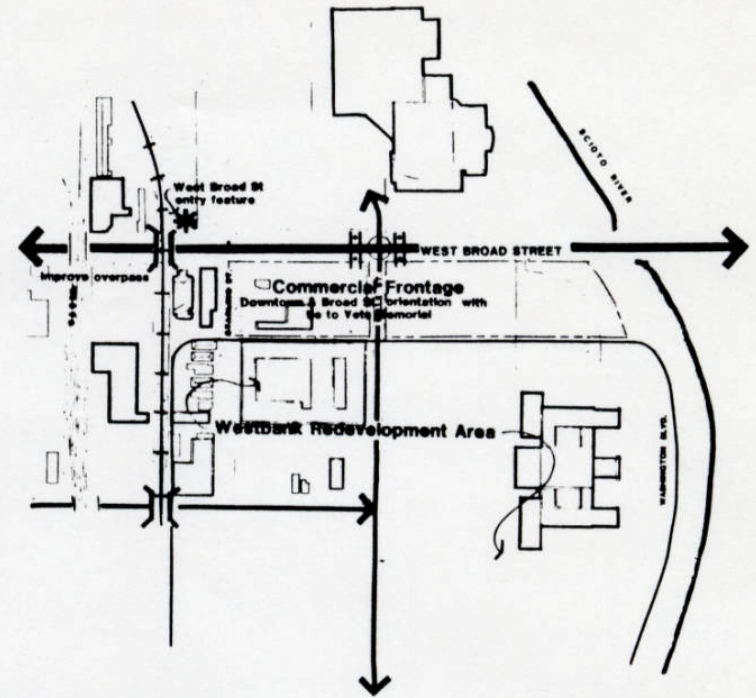 SCIOTO RIVER
West Broad St
entry feature
WEST BROAD STREET
Improve overpass
Commercial Frontage
Downtown & Broad St. orientation with
tie to Vets Memorial
Westbank Redevelopment Area
WASHINGTON BLVD.